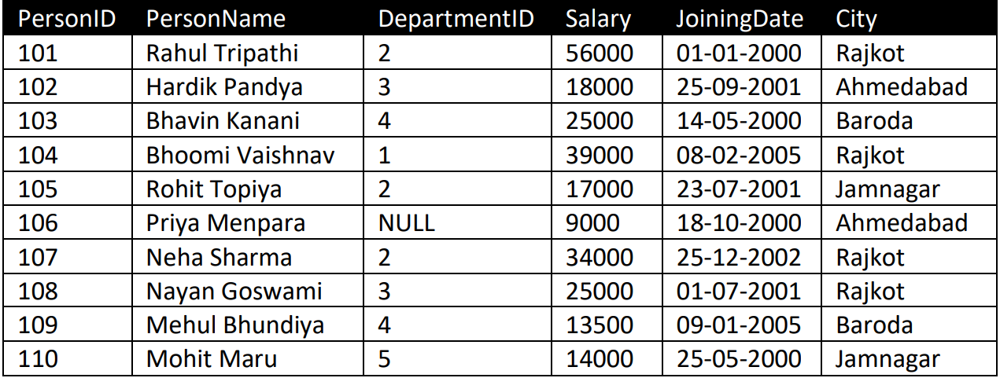 PersonID PersonName DepartmentID Salary JoiningDate City
101 Rahul Tripathi 2 56000 01-01-2000 Rajkot
102 Hardik Pandya 3 18000 25-09-2001 Ahmedabad
103 Bhavin Kanani 4 25000 14-05-2000 Baroda
104 Bhoomi Vaishnav 1 39000 08-02-2005 Rajkot
105 Rohit Topiya 2 17000 23-07-2001 Jamnagar
106 Priya Menpara NULL 9000 18-10-2000 Ahmedabad
107 Neha Sharma 2 34000 25-12-2002 Rajkot
108 Nayan Goswami 3 25000 01-07-2001 Rajkot
109 Mehul Bhundiya 4 13500 09-01-2005 Baroda
110 Mohit Maru 5 14000 25-05-2000 Jamnagar